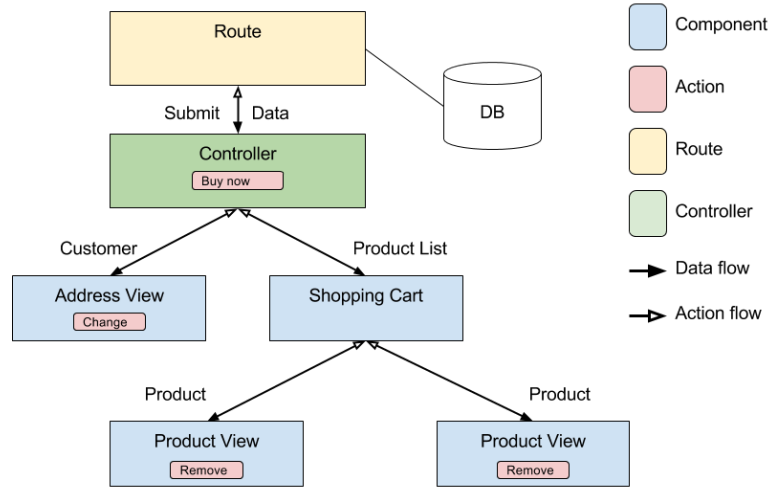 Route
Submit
Data
DB
Controller
Buy now
Customer
Product List
Address View
Change
Shopping Cart
Product
Product
Product View
Remove
Product View
Remove
Component
Action
Route
Controller
Data flow
Action flow